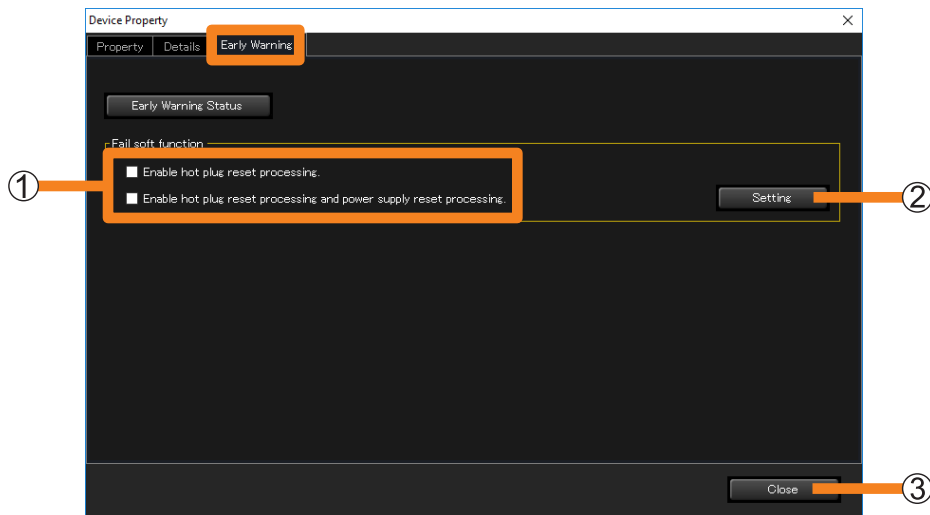 Device Property
Property Details Early Warning
Early Warning Status
Fail soft function
Enable hot plug reset processing.
① Enable hot plug reset processing and power supply reset processing.
Setting ②
Close ③